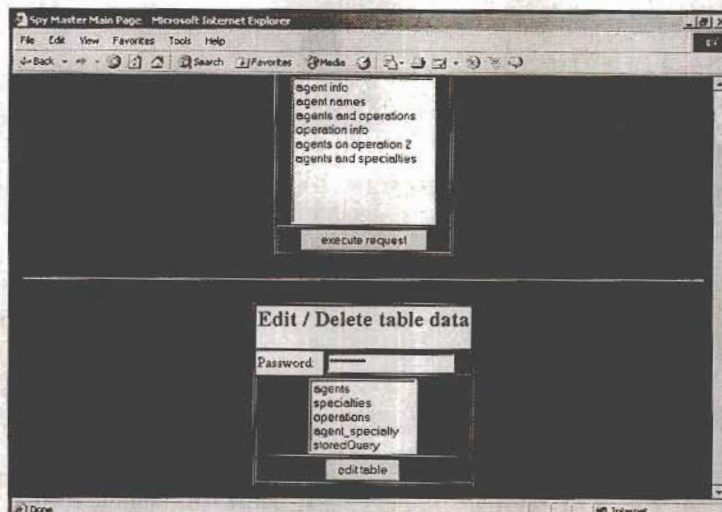 Spy Master Main Page - Microsoft Internet Explorer
File Edit View Favorites Tools Help
Back Search Favorites Media
agent info
agent names
agents and operations
operation info
agents on operation 2
agents and specialties
execute request
Edit / Delete table data
Password
agents
specialties
operations
agent_specialty
storedQuery
edit table
Done Internet